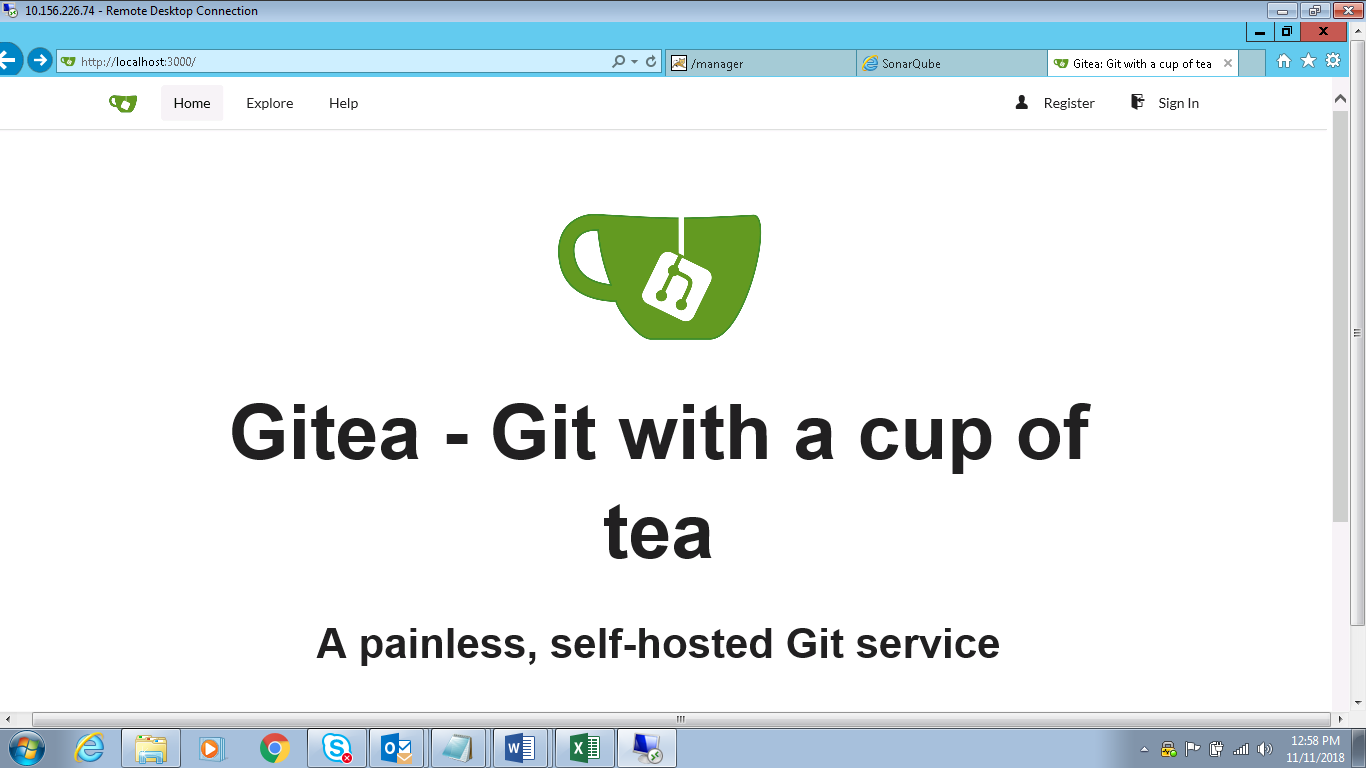 10.156.226.74 - Remote Desktop Connection
http://localhost:3000/
/manager
SonarQube
Gitea: Git with a cup of tea
Home
Explore
Help
Register
Sign In
Gitea - Git with a cup of
tea
A painless, self-hosted Git service
12:58 PM
11/11/2018